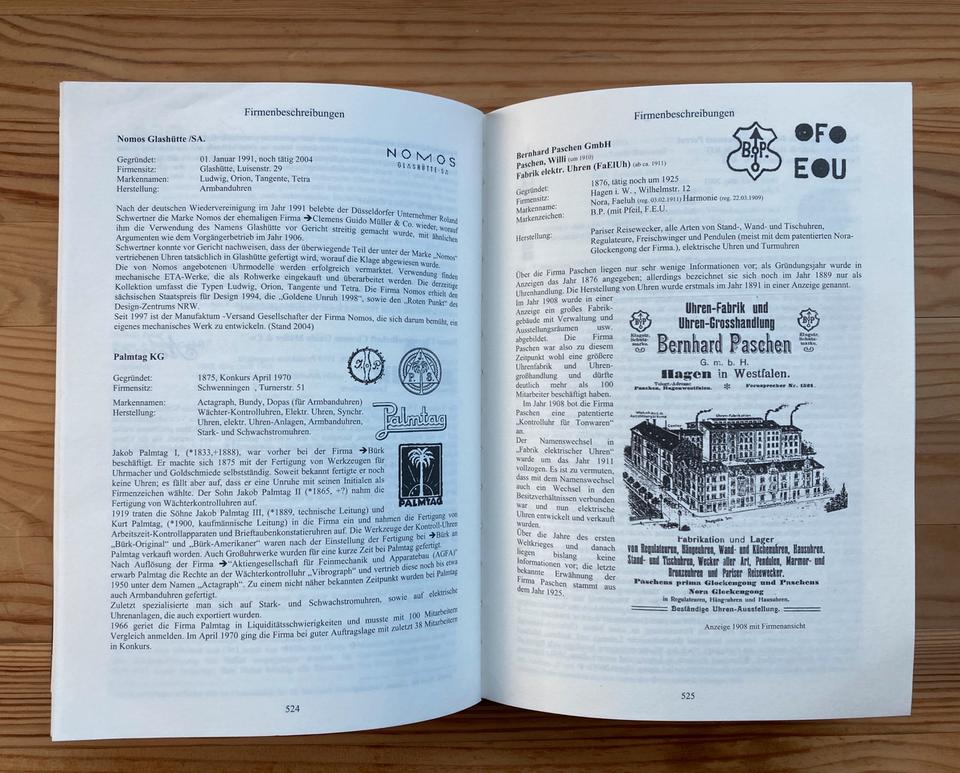 Firmenbeschreibungen
Nomos Glashütte /SA.
NOMOS
GLASHÜTTE/SA
Gegründet: 01. Januar 1991, noch tätig 2004
Firmensitz: Glashütte, Luisenstr. 29
Markennamen: Ludwig, Orion, Tangente, Tetra
Herstellung: Armbanduhren
Nach der deutschen Wiedervereinigung im Jahr 1991 belebte der Düsseldorfer Unternehmer Roland
Schwertner die Marke Nomos der ehemaligen Firma ➔Clemens Guido Müller & Co. wieder, worauf
ihm die Verwendung des Namens Glashütte vor Gericht streitig gemacht wurde, mit ähnlichen
Argumenten wie dem Vorgängerbetrieb im Jahr 1906.
Schwertner konnte vor Gericht nachweisen, dass der überwiegende Teil der unter der Marke „Nomos"
vertriebenen Uhren tatsächlich in Glashütte gefertigt wird, worauf die Klage abgewiesen wurde.
Die von Nomos angebotenen Uhrmodelle werden erfolgreich vermarktet. Verwendung finden
mechanische ETA-Werke, die als Rohwerke eingekauft und überarbeitet werden. Die derzeitige
Kollektion umfasst die Typen Ludwig, Orion, Tangente und Tetra. Die Firma Nomos erhielt den
sächsischen Staatspreis für Design 1994, die „Goldene Unruh 1998", sowie den „Roten Punkt" des
Design-Zentrums NRW.
Seit 1997 ist der Manufaktum -Versand Gesellschafter der Firma Nomos, die sich darum bemüht, ein
eigenes mechanisches Werk zu entwickeln. (Stand 2004)
Palmtag KG
Gegründet: 1875, Konkurs April 1970
Firmensitz: Schwenningen , Turnerstr. 51
Markennamen: Actagraph, Bundy, Dopas (für Armbanduhren)
Herstellung: Wächter-Kontrolluhren, Elektr. Uhren, Synchr.
Uhren, elektr. Uhren-Anlagen, Armbanduhren,
Stark- und Schwachstromuhren.
J. P.
P. S.
Palmtag
PALMTAG
Jakob Palmtag I, (*1833,+1888), war vorher bei der Firma ➔Bürk
beschäftigt. Er machte sich 1875 mit der Fertigung von Werkzeugen für
Uhrmacher und Goldschmiede selbstständig. Soweit bekannt fertigte er noch
keine Uhren; es fällt aber auf, dass er eine Unruhe mit seinen Initialen als
Firmenzeichen wählte. Der Sohn Jakob Palmtag II (*1865, +?) nahm die
Fertigung von Wächterkontrolluhren auf.
1919 traten die Söhne Jakob Palmtag III, (*1889, technische Leitung) und
Kurt Palmtag, (*1900, kaufmännische Leitung) in die Firma ein und nahmen die Fertigung von
Arbeitszeit-Kontrollapparaten und Brieftaubenkonstatieruhren auf. Die Werkzeuge der Kontroll-Uhren
„Bürk-Original" und „Bürk-Amerikaner" waren nach der Einstellung der Fertigung bei ➔Bürk an
Palmtag verkauft worden. Auch Großuhrwerke wurden für eine kurze Zeit bei Palmtag gefertigt.
Nach Auflösung der Firma ➔"Aktiengesellschaft für Feinmechanik und Apparatebau (AGFA)"
erwarb Palmtag die Rechte an der Wächterkontrolluhr „Vibrograph" und vertrieb diese noch bis etwa
1950 unter dem Namen „Actagraph". Zu einem nicht näher bekannten Zeitpunkt wurden bei Palmtag
auch Armbanduhren gefertigt.
Zuletzt spezialisierte man sich auf Stark- und Schwachstromuhren, sowie auf elektrische
Uhrenanlagen, die auch exportiert wurden.
1966 geriet die Firma Palmtag in Liquiditätsschwierigkeiten und musste mit 100 Mitarbeitern
Vergleich anmelden. Im April 1970 ging die Firma bei guter Auftragslage mit zuletzt 38 Mitarbeitern
in Konkurs.
524
Firmenbeschreibungen
Bernhard Paschen GmbH
Paschen, Willi (um 1910)
Fabrik elektr. Uhren (FaElUh) (ab ca. 1911)
B.P.
FEU
Gegründet: 1876, tätig noch um 1925
Firmensitz: Hagen i. W. , Wilhelmstr. 12
Markenname: Nora, Faeluh (reg. 03.02.1911) Harmonie (reg. 22.03.1909)
Markenzeichen: B.P. (mit Pfeil, F.E.U.
Herstellung: Pariser Reisewecker, alle Arten von Stand-, Wand- und Tischuhren,
Regulateure, Freischwinger und Pendulen (meist mit dem patentierten Nora-
Glockengong der Firma.), elektrische Uhren und Turmuhren
Über die Firma Paschen liegen nur sehr wenige Informationen vor; als Gründungsjahr wurde in
Anzeigen das Jahr 1876 angegeben; allerdings bezeichnete sie sich noch im Jahr 1889 nur als
Uhrenhandlung. Die Herstellung von Uhren wurde erstmals im Jahr 1891 in einer Anzeige genannt.
Im Jahr 1908 wurde in einer
Anzeige ein großes Fabrik-
gebäude mit Verwaltung und
Ausstellungsräumen usw.
abgebildet. Die Firma
Paschen war also zu diesem
Zeitpunkt wohl eine größere
Uhrenfabrik und Uhren-
großhandlung und dürfte
deutlich mehr als 100
Mitarbeiter beschäftigt haben.
Im Jahr 1908 bot die Firma
Paschen eine patentierte
„Kontrolluhr für Tonwaren"
an.
Der Namenswechsel in
„Fabrik elektrischer Uhren"
wurde um das Jahr 1911
vollzogen. Es ist zu vermuten,
dass mit dem Namenswechsel
auch ein Wechsel in den
Besitzverhältnissen verbunden
war und nun elektrische
Uhren entwickelt und verkauft
wurden.
Über die Jahre des ersten
Weltkrieges und danach
liegen bislang keine
Informationen vor; die letzte
bekannte Erwähnung der
Firma Paschen stammt aus
dem Jahr 1925.
Uhren-Fabrik und
Uhren-Grosshandlung
Bernhard Paschen
G. m. b. H.
Hagen in Westfalen.
Telegr.-Adresse:
Paschen, Hagenwestfalen. Fernsprecher Nr. 1501.
Eingetr.
Schutz-
marke.
Eingetr.
Schutz-
marke.
Fabrikation und Lager
von Regulateuren, Hängeuhren, Wand- und Küchenuhren, Hausuhren,
Stand- und Tischuhren, Wecker aller Art, Pendulen, Marmor- und
Bronzeuhren und Pariser Reisewecker.
Paschens prima Glockengong und Paschens
Nora Glockengong
in Regulateuren, Hänguhren und Hausuhren.
Beständige Uhren-Ausstellung.
Anzeige 1908 mit Firmenansicht
525